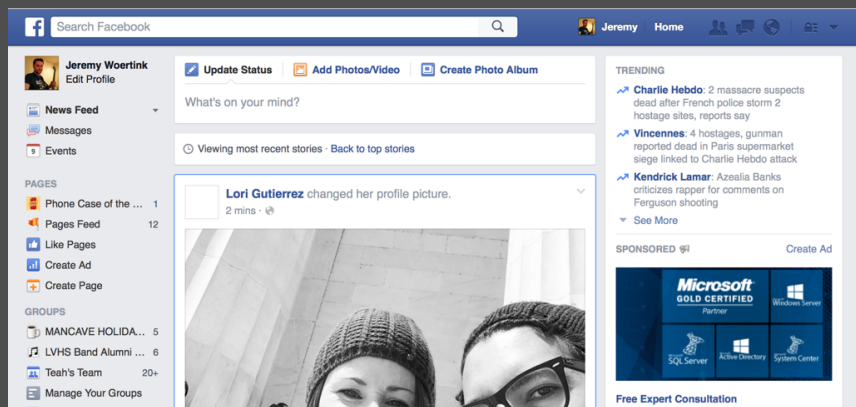 f
Search Facebook
Jeremy
Home
Jeremy Woertink
Edit Profile
News Feed
Messages
9 Events
PAGES
Phone Case of the ... 1
Pages Feed 12
Like Pages
Create Ad
Create Page
GROUPS
MANCAVE HOLIDA... 5
LVHS Band Alumni ... 6
Teah's Team 20+
Manage Your Groups
Update Status
Add Photos/Video
Create Photo Album
What's on your mind?
Viewing most recent stories · Back to top stories
Lori Gutierrez changed her profile picture.
2 mins ·
TRENDING
Charlie Hebdo: 2 massacre suspects
dead after French police storm 2
hostage sites, reports say
Vincennes: 4 hostages, gunman
reported dead in Paris supermarket
siege linked to Charlie Hebdo attack
Kendrick Lamar: Azealia Banks
criticizes rapper for comments on
Ferguson shooting
See More
SPONSORED
Create Ad
Microsoft
GOLD CERTIFIED
Partner
Windows Server
SQL Server
Active Directory
System Center
Free Expert Consultation